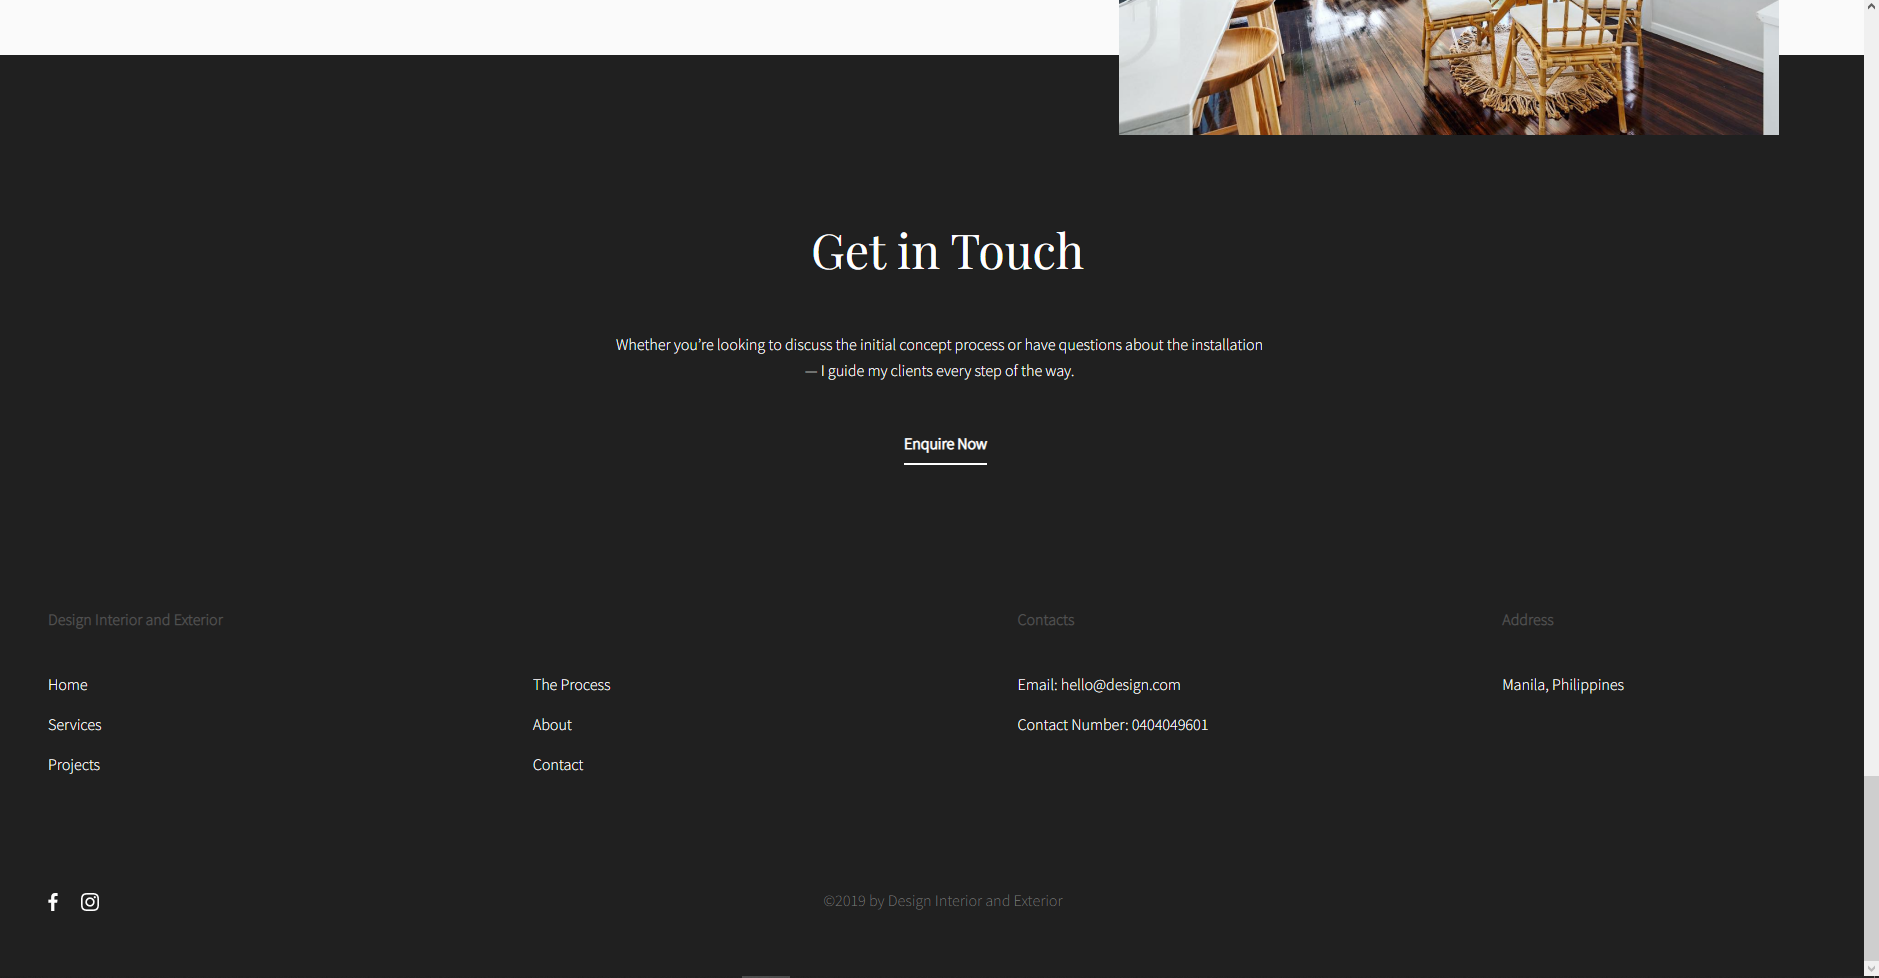 Get in Touch
Whether you’re looking to discuss the initial concept process or have questions about the installation
— I guide my clients every step of the way.
Enquire Now
Design Interior and Exterior
Home
Services
Projects
The Process
About
Contact
Contacts
Email: hello@design.com
Contact Number: 0404049601
Address
Manila, Philippines
©2019 by Design Interior and Exterior